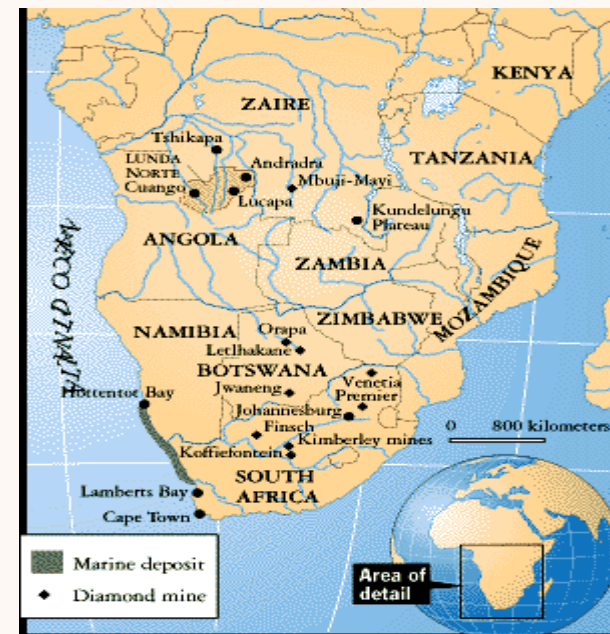 KENYA
ZAIRE
Tshikapa
TANZANIA
LUNDA
NORTE
Andradra
Mbuji-Mayi
Cuango
Lucapa
Kundelungu
Plateau
ANGOLA
ZAMBIA
MOZAMBIQUE
ZIMBABWE
NAMIBIA
Orapa
Letlhakane
BOTSWANA
Jwaneng
Venetia
Premier
Hottentot Bay
Johannesburg
Finsch
Kimberley mines
0 800 kilometers
Koffiefontein
SOUTH
AFRICA
Lamberts Bay
Cape Town
Marine deposit
Diamond mine
Area of
detail